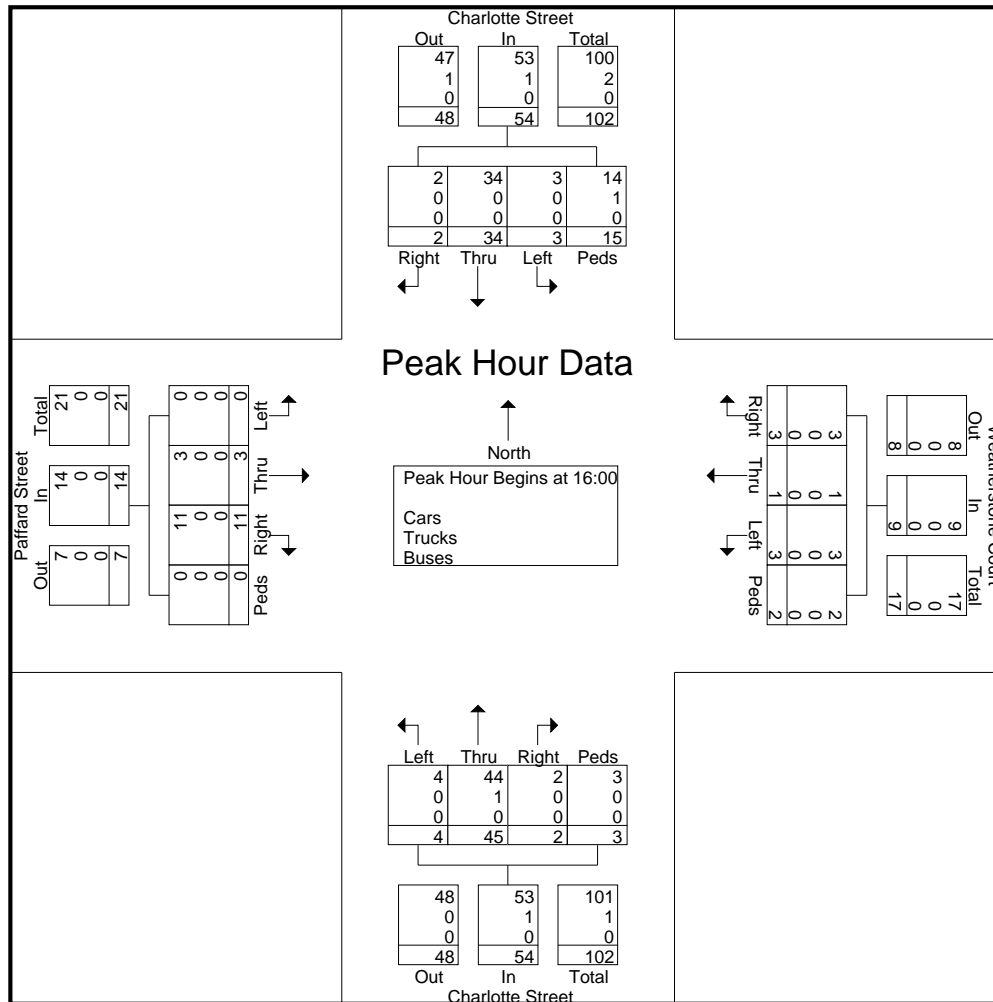 Charlotte Street
Out In Total
47 53 100
1 1 2
0 0 0
48 54 102
2 34 3 14
0 0 0 1
0 0 0 0
2 34 3 15
Right Thru Left Peds
Peak Hour Data
North
Peak Hour Begins at 16:00
Cars
Trucks
Buses
Paffard Street
Out In Total
7 14 21
0 0 0
0 0 0
7 14 21
0 11 3 0
0 0 0 0
0 0 0 0
0 11 3 0
Peds Right Thru Left
Out In Total
8 9 17
0 0 0
0 0 0
8 9 17
3 1 3 2
0 0 0 0
0 0 0 0
3 1 3 2
Right Thru Left Peds
Left Thru Right Peds
4 44 2 3
0 1 0 0
0 0 0 0
4 45 2 3
48 53 101
0 1 1
0 0 0
48 54 102
Out In Total
Charlotte Street